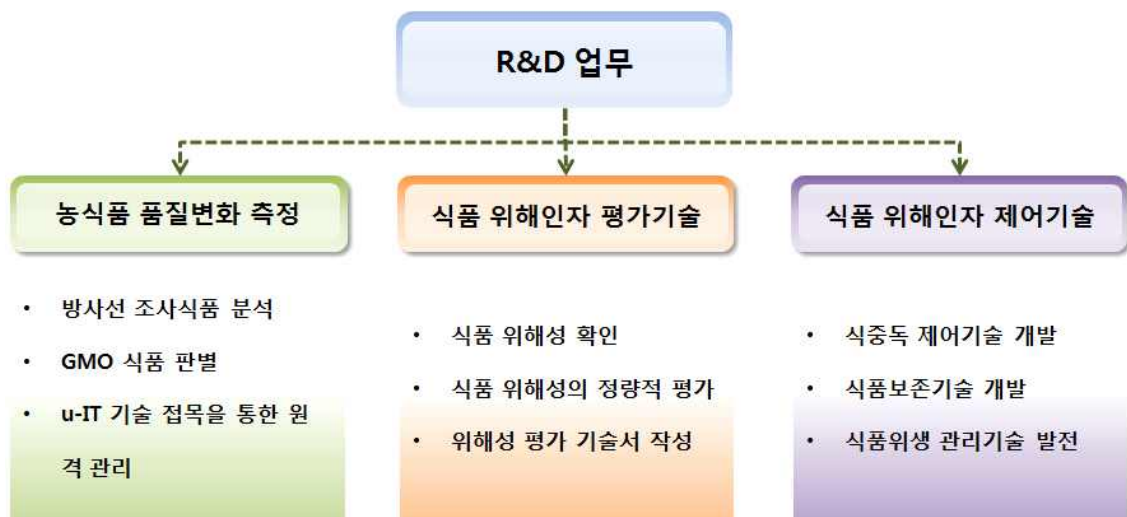 R&D 업무
농식품 품질변화 측정
• 방사선 조사식품 분석
• GMO 식품 판별
• u-IT 기술 접목을 통한 원
격 관리
식품 위해인자 평가기술
• 식품 위해성 확인
• 식품 위해성의 정량적 평가
• 위해성 평가 기술서 작성
식품 위해인자 제어기술
• 식중독 제어기술 개발
• 식품보존기술 개발
• 식품위생 관리기술 발전